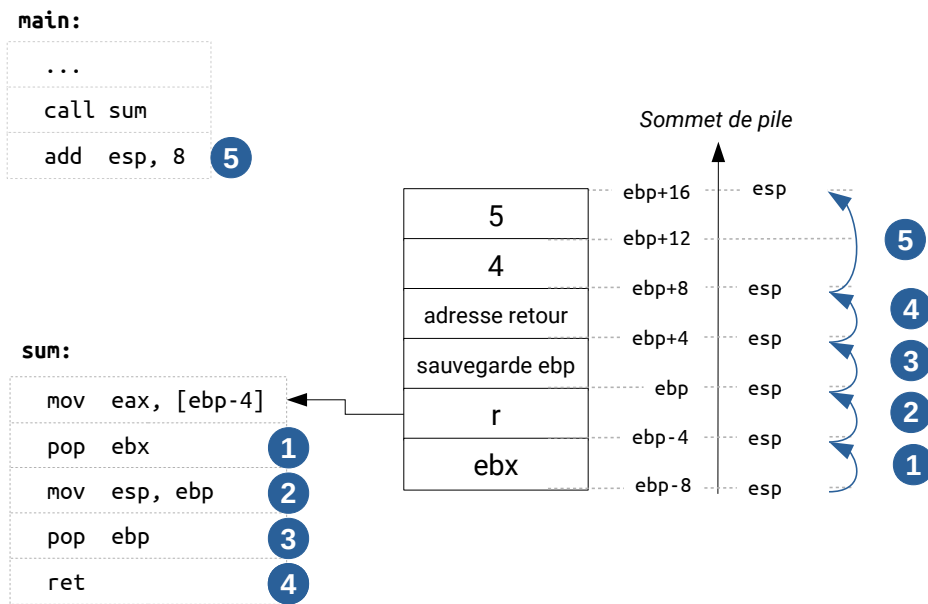 main:
...
call sum
add esp, 8 5
Sommet de pile
5 ebp+16 esp
ebp+12 5
4
ebp+8 esp
adresse retour 4
ebp+4 esp
sauvegarde ebp 3
ebp esp
r 2
ebp-4 esp
ebx 1
ebp-8 esp
sum:
mov eax, [ebp-4]
pop ebx 1
mov esp, ebp 2
pop ebp 3
ret 4